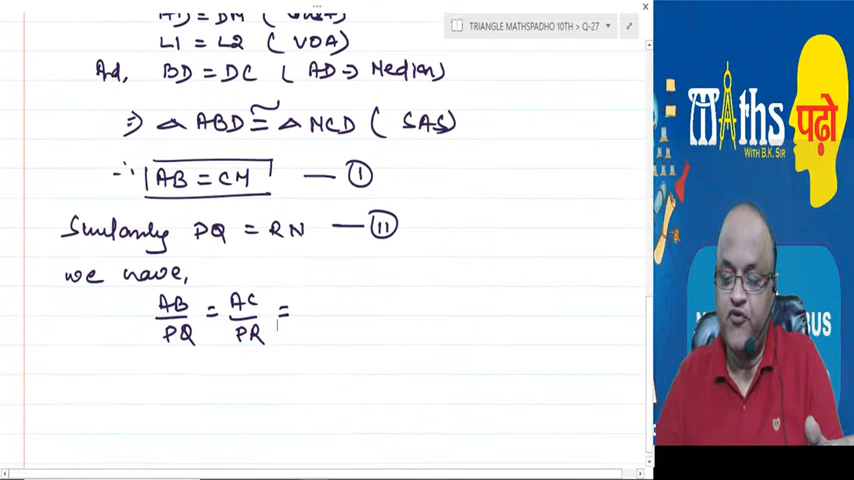 TRIANGLE MATHSPADHO 10TH > Q-27
AD = DM (
∠1 = ∠2 ( VOA )
Ad, BD = DC ( AD ⇒ Median )
⇒ △ ABD ≅ △ MCD ( SAS )
∴ AB = CM — (I)
Similarly PQ = RN — (II)
we have,
AB/PQ = AC/PR =
Maths
पढ़ो
WITH B.K. SIR
BUS